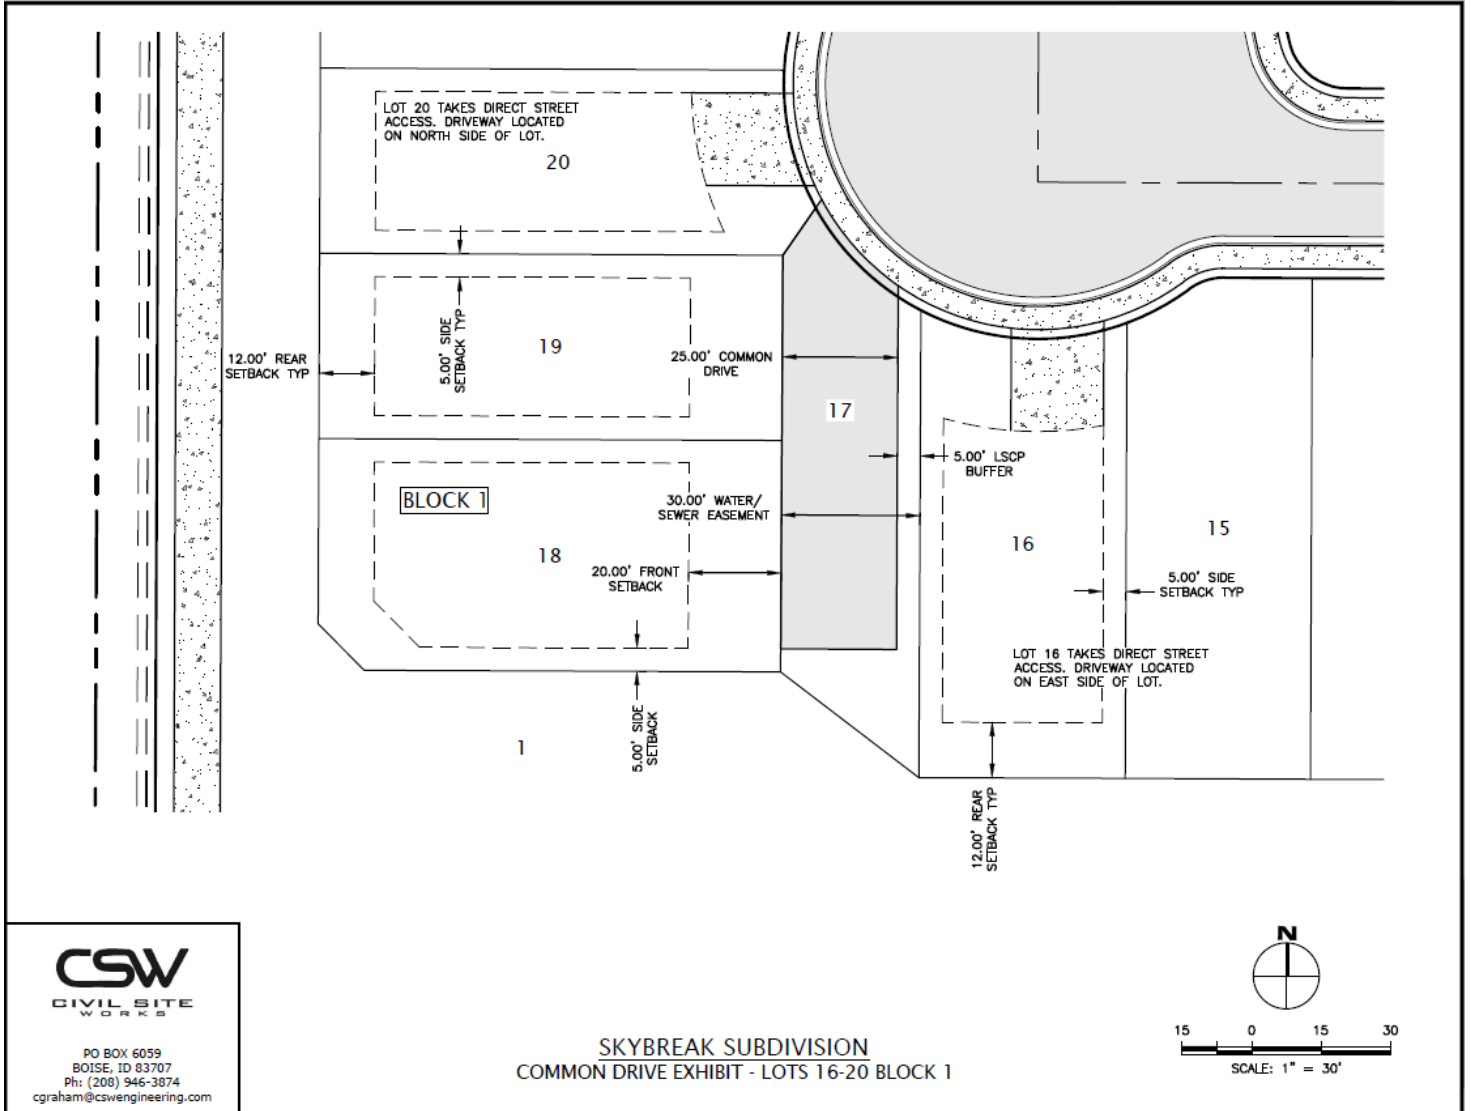 LOT 20 TAKES DIRECT STREET
ACCESS. DRIVEWAY LOCATED
ON NORTH SIDE OF LOT.
20
12.00' REAR
SETBACK TYP
5.00' SIDE
SETBACK TYP
19
25.00' COMMON
DRIVE
17
5.00' LSCP
BUFFER
BLOCK 1
30.00' WATER/
SEWER EASEMENT
18
20.00' FRONT
SETBACK
16
15
5.00' SIDE
SETBACK TYP
LOT 16 TAKES DIRECT STREET
ACCESS. DRIVEWAY LOCATED
ON EAST SIDE OF LOT.
1
5.00' SIDE
SETBACK
12.00' REAR
SETBACK TYP
CSW
CIVIL SITE
WORKS
PO BOX 6059
BOISE, ID 83707
Ph: (208) 946-3874
cgraham@cswengineering.com
SKYBREAK SUBDIVISION
COMMON DRIVE EXHIBIT - LOTS 16-20 BLOCK 1
N
15 0 15 30
SCALE: 1" = 30'